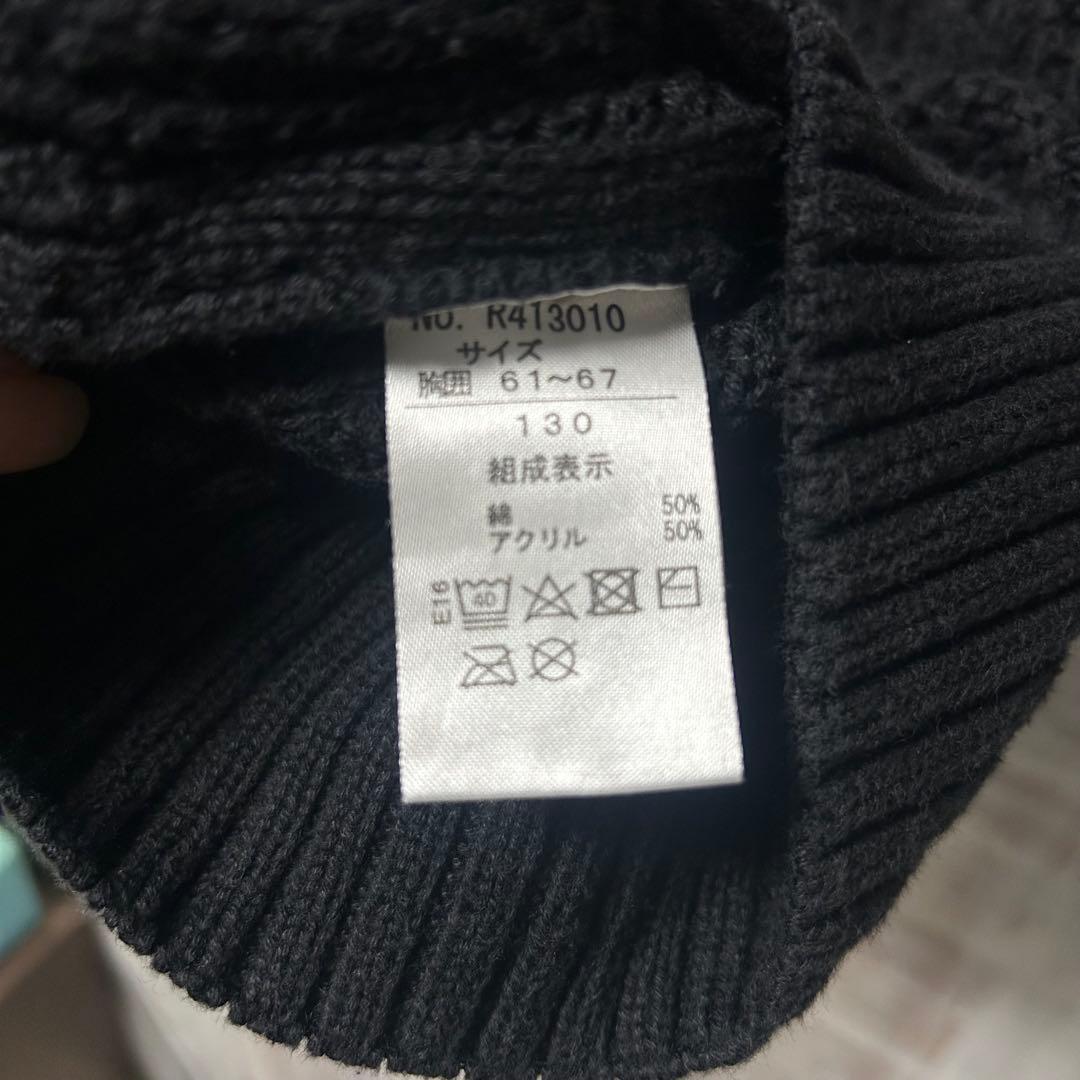 NO. R413010
サイズ
胸囲 61～67
130
組成表示
綿 50%
アクリル 50%
E16 40